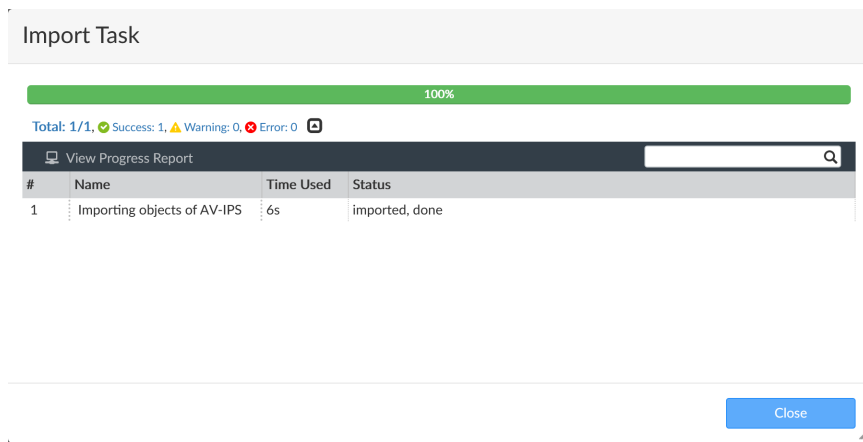 Import Task
100%
Total: 1/1, Success: 1, Warning: 0, Error: 0
View Progress Report
# Name Time Used Status
1 Importing objects of AV-IPS 6s imported, done
Close